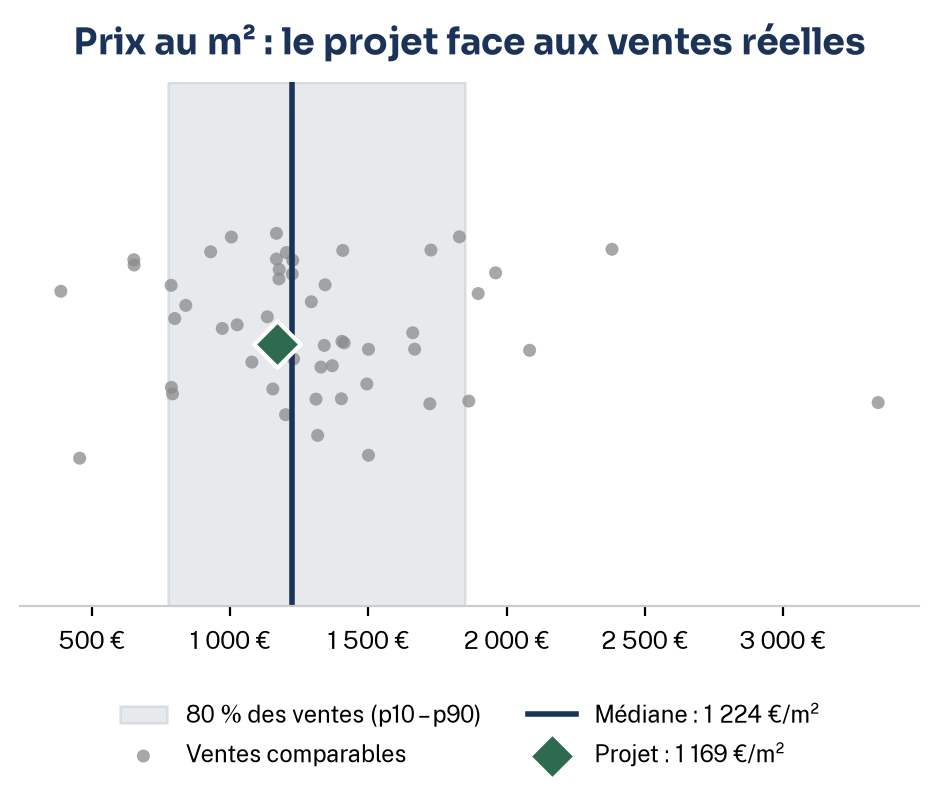 Prix au m² : le projet face aux ventes réelles
500 € 1 000 € 1 500 € 2 000 € 2 500 € 3 000 €
80 % des ventes (p10–p90)
Ventes comparables
Médiane : 1 224 €/m²
Projet : 1 169 €/m²